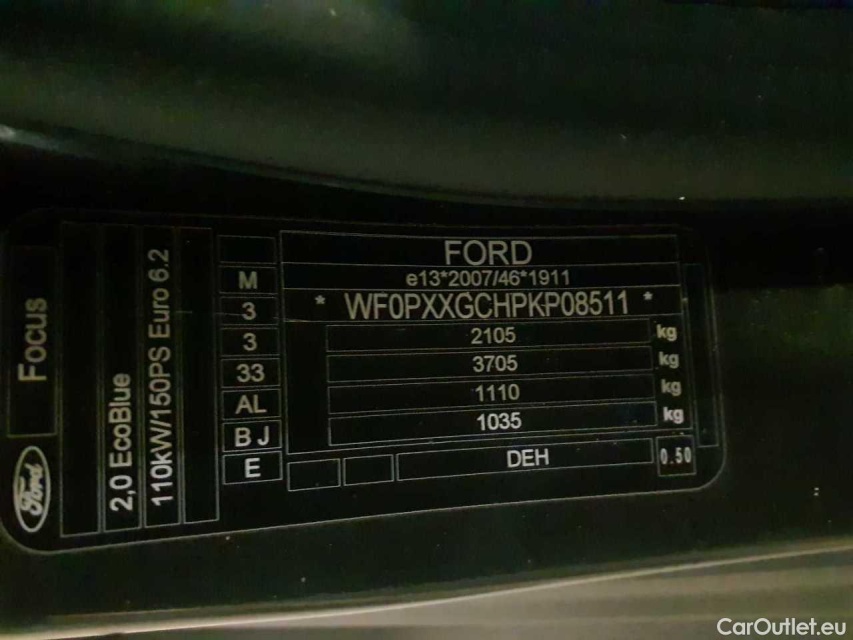 FORD
e13*2007/46*1911
* WF0PXXGCHPKP08511 *
2105 kg
3705 kg
1110 kg
1035 kg
DEH 0.50
M
3
3
33
AL
B J
E
Focus
Ford
2,0 EcoBlue
110kW/150PS Euro 6.2
CarOutlet.eu